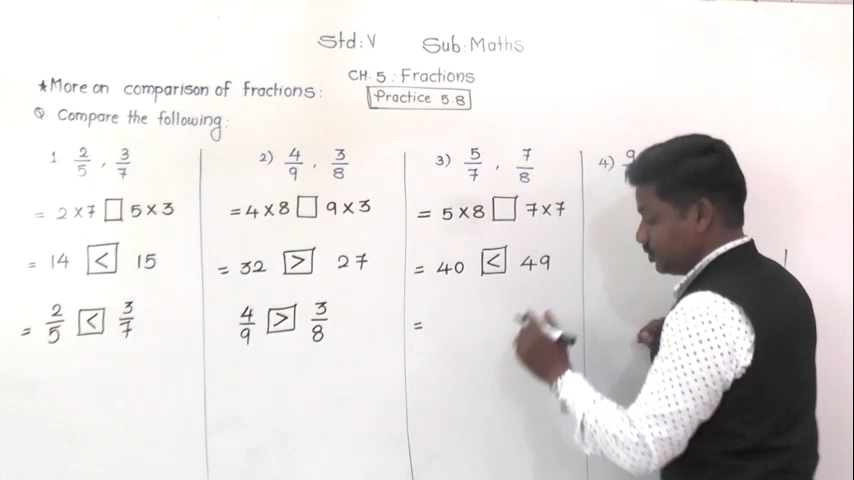 Std: V Sub: Maths
CH. 5 : Fractions
*More on comparison of fractions:
Practice 5.8
Q. Compare the following:
1. 2/5 , 3/7
= 2×7 □ 5×3
= 14 < 15
= 2/5 < 3/7
2) 4/9 , 3/8
=4×8 □ 9×3
= 32 > 27
4/9 > 3/8
3) 5/7 , 7/8
= 5×8 □ 7×7
= 40 < 49
=
4) 9